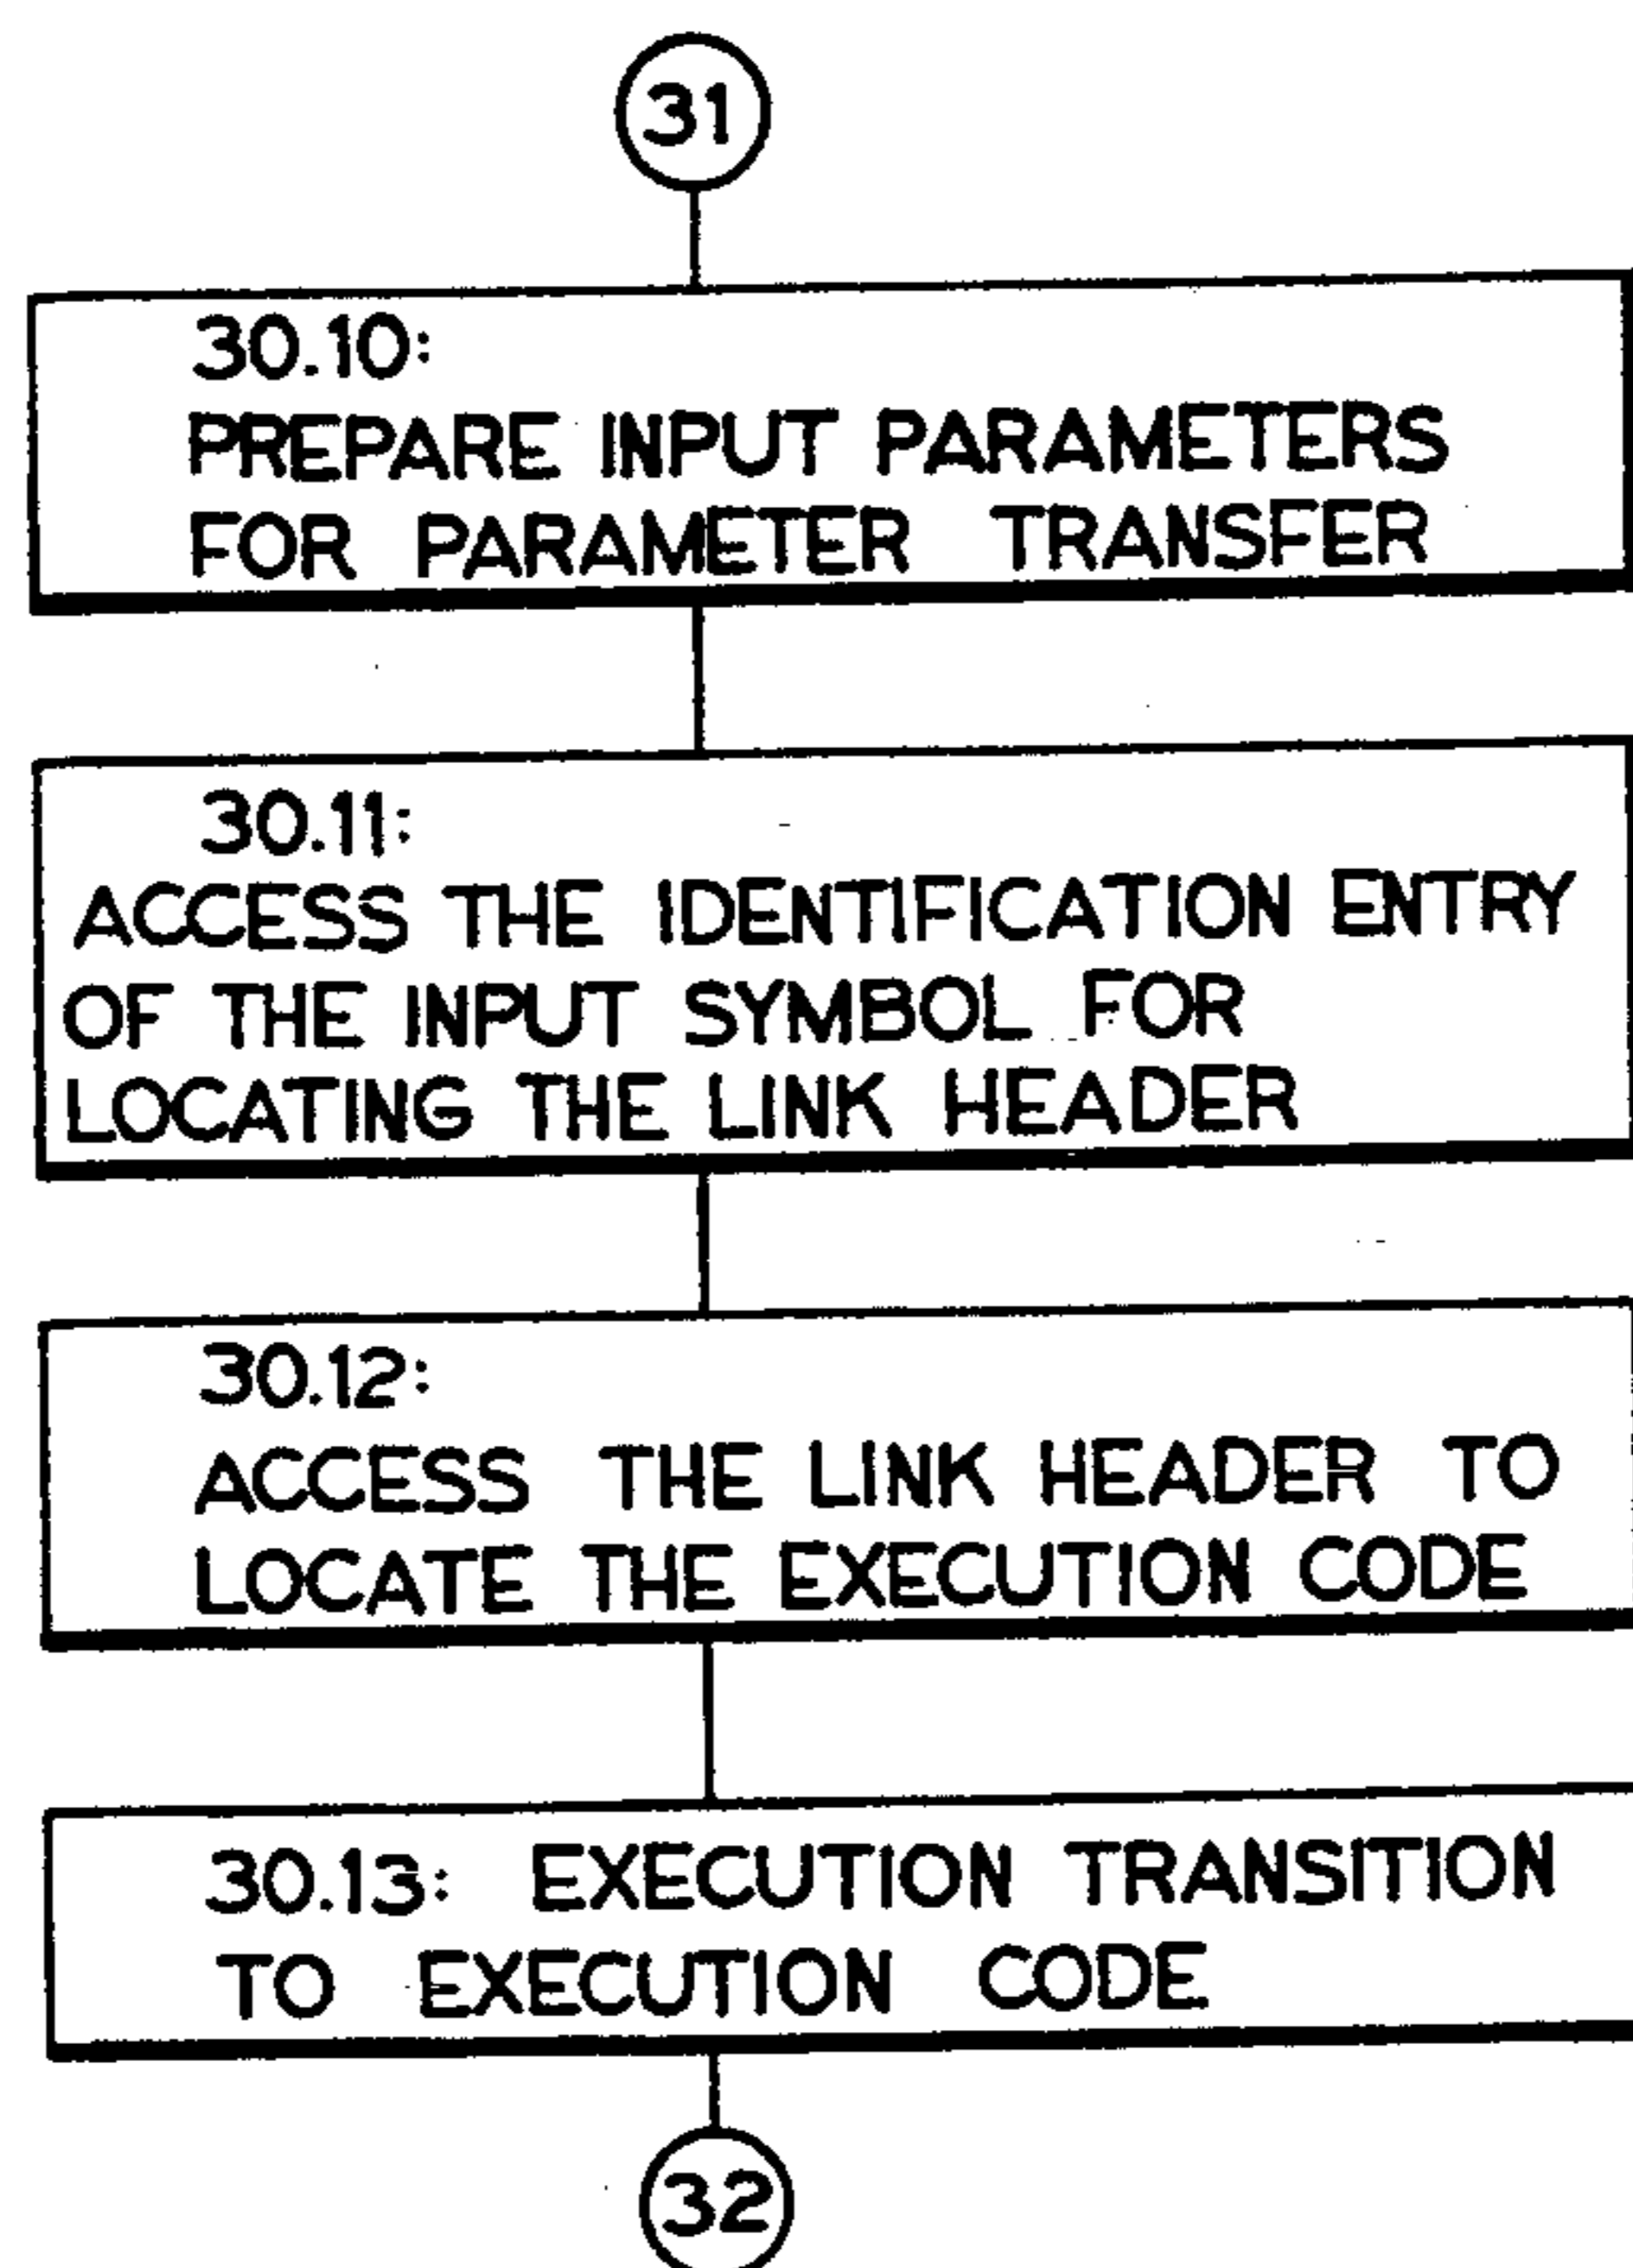 31
30.10:
PREPARE INPUT PARAMETERS
FOR PARAMETER TRANSFER
30.11:
ACCESS THE IDENTIFICATION ENTRY
OF THE INPUT SYMBOL FOR
LOCATING THE LINK HEADER
30.12:
ACCESS THE LINK HEADER TO
LOCATE THE EXECUTION CODE
30.13: EXECUTION TRANSITION
TO EXECUTION CODE
32